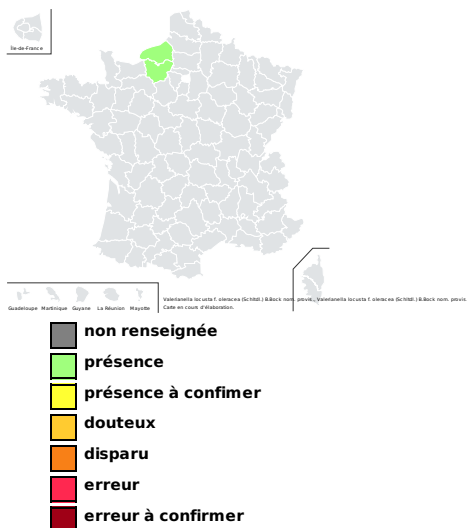 Île-de-France
Guadeloupe Martinique Guyane La Réunion Mayotte
Valerianella locusta f. oleracea (Schltdl.) B.Bock nom. provis., Valerianella locusta f. oleracea (Schltdl.) B.Bock nom. provis.
Carte en cours d'élaboration.
non renseignée
présence
présence à confimer
douteux
disparu
erreur
erreur à confirmer